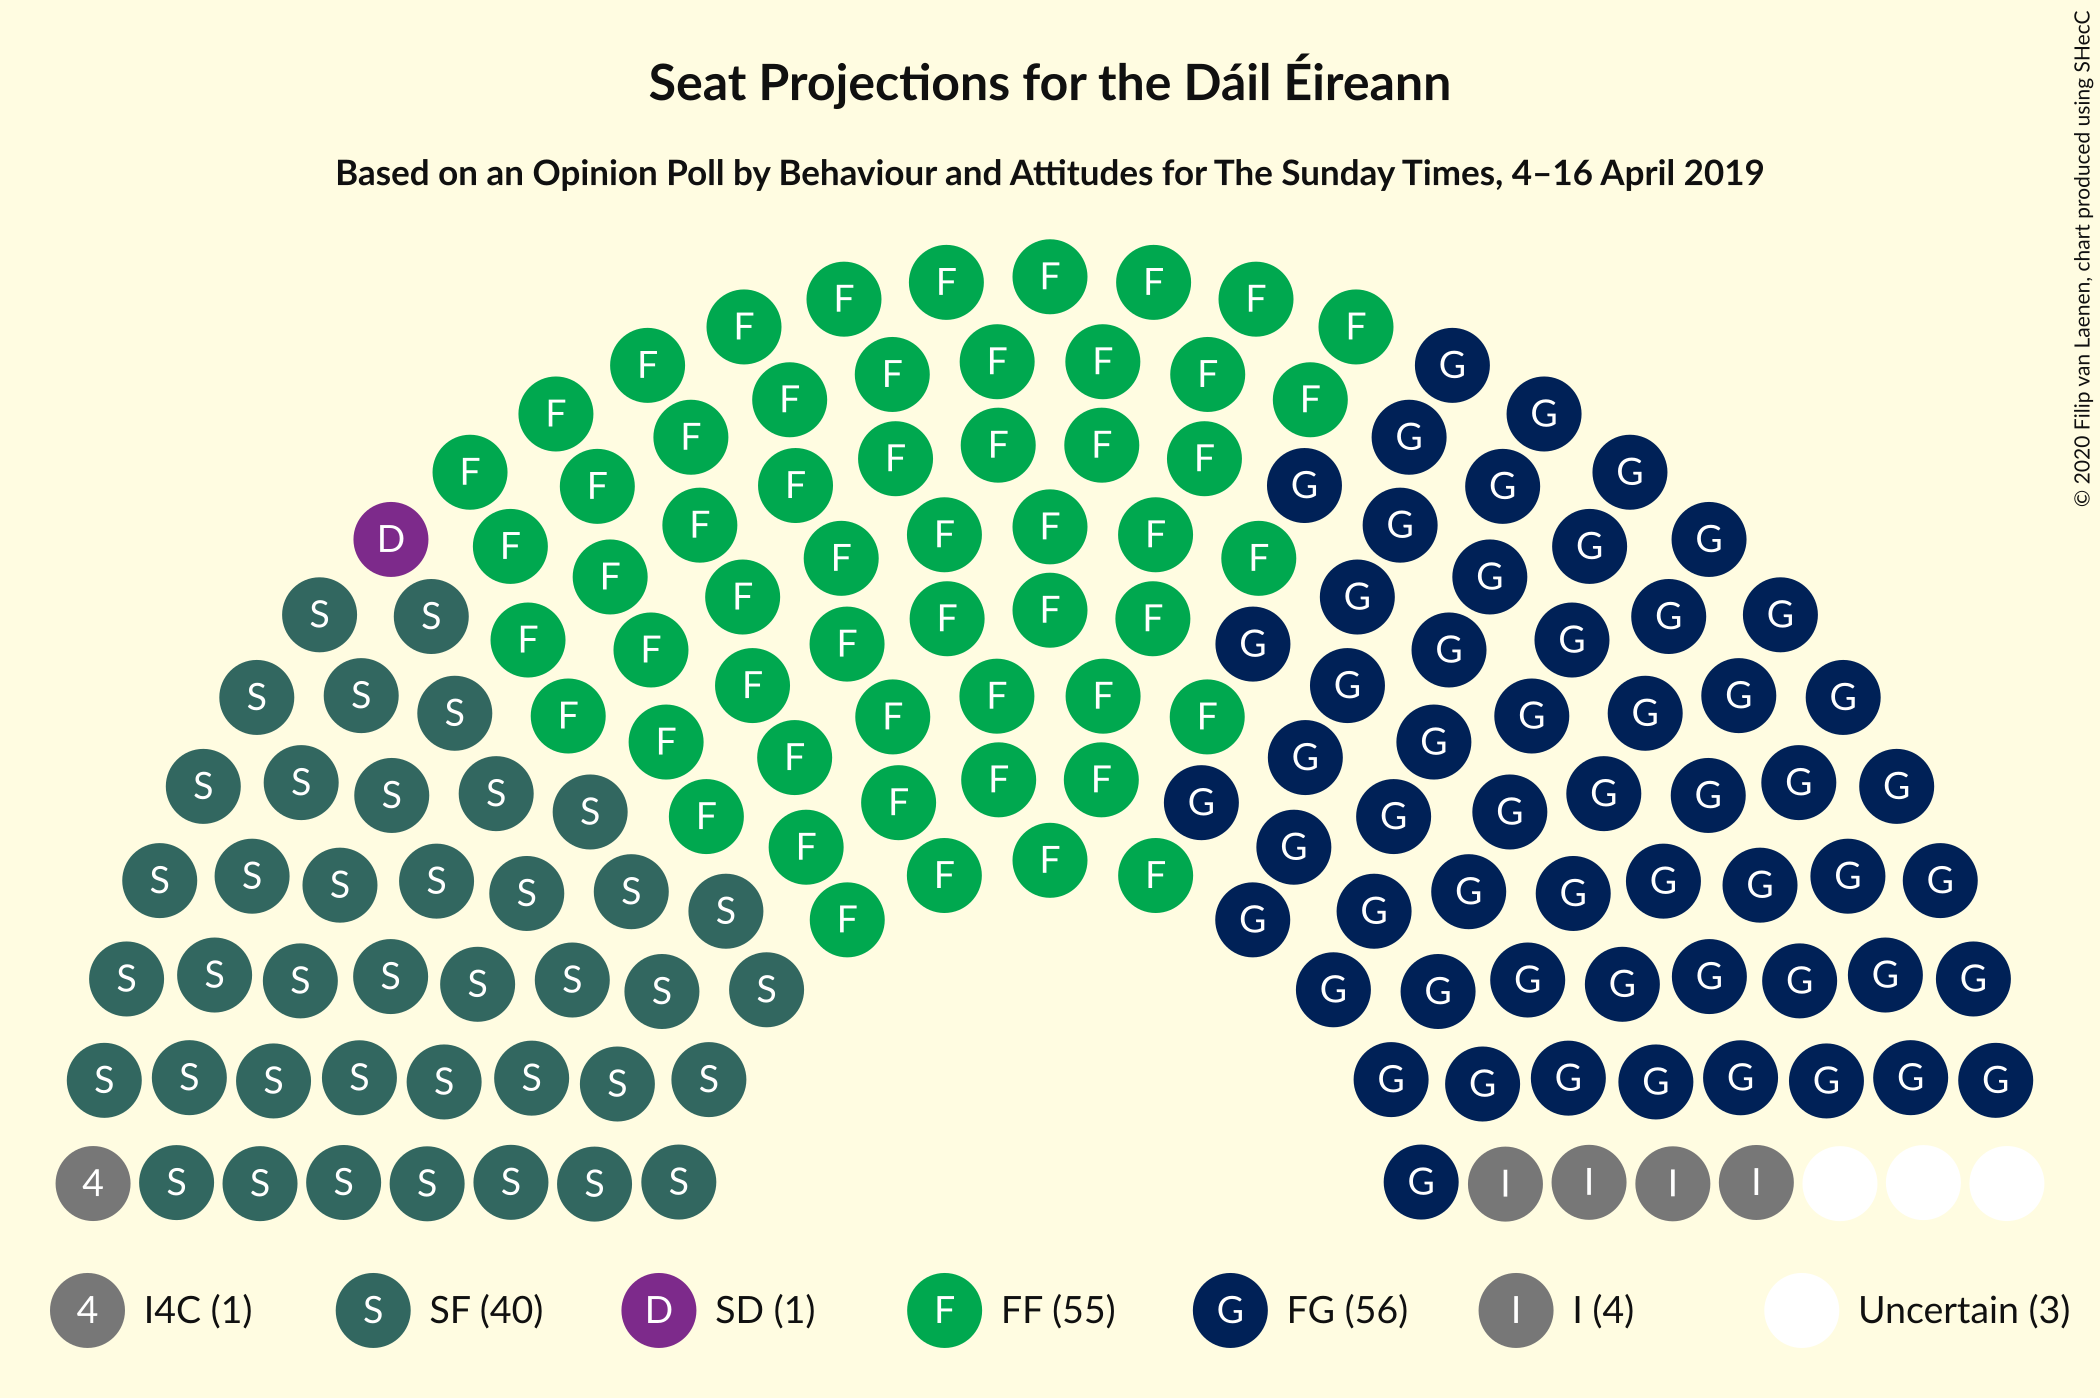 Seat Projections for the Dáil Éireann
Based on an Opinion Poll by Behaviour and Attitudes for The Sunday Times, 4–16 April 2019
© 2020 Filip van Laenen, chart produced using SHecC
F F F F F
F F F G
F F F F F F F G
F F F F F F G G
F F F F F G G G
D F F F F F F F G G G
S S F F F F F F G G G G
S S S F F F F F F G G G G G
S S S S S F F F F F F G G G G G G G G
S S S S S S S F F F F F G G G G G G G G
S S S S S S S S G G G G G G G G
S S S S S S S S G G G G G G G G
4 S S S S S S S G I I I I
4 I4C (1) S SF (40) D SD (1) F FF (55) G FG (56) I I (4) Uncertain (3)